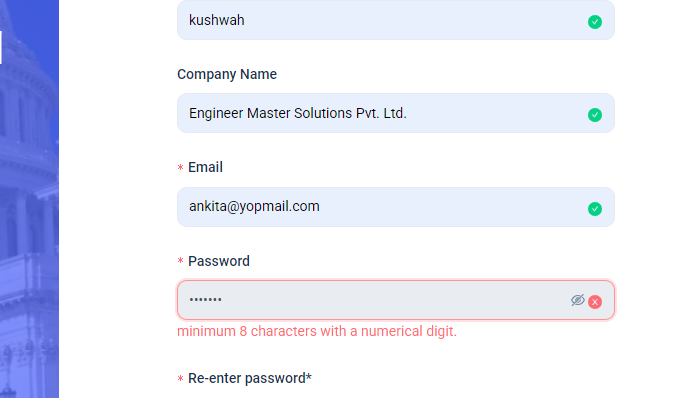 kushwah
Company Name
Engineer Master Solutions Pvt. Ltd.
* Email
ankita@yopmail.com
* Password
•••••••
minimum 8 characters with a numerical digit.
* Re-enter password*